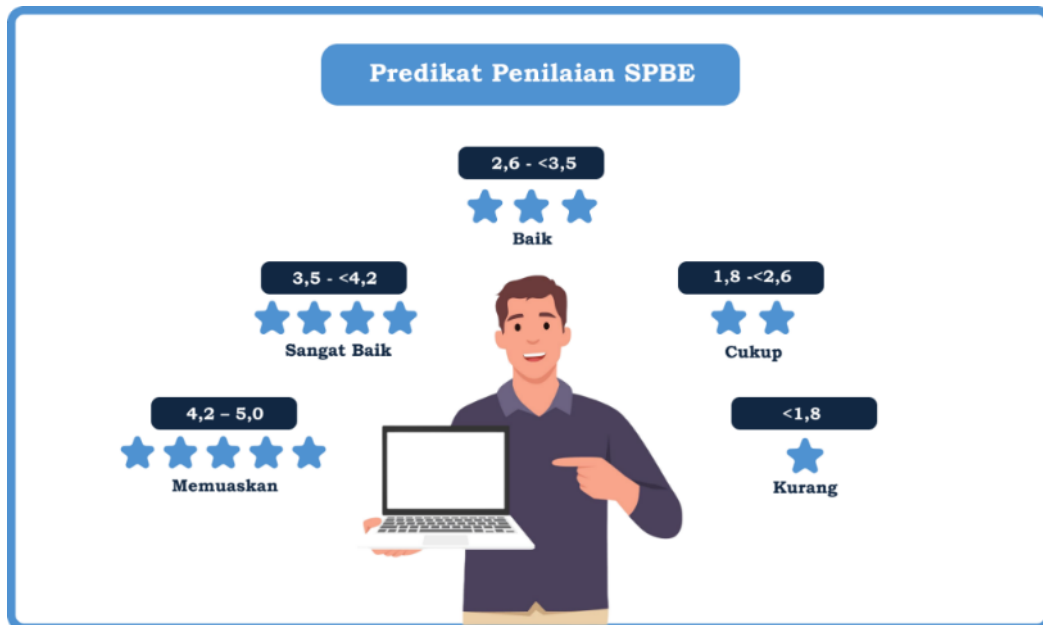 Predikat Penilaian SPBE
2,6 - <3,5
Baik
3,5 - <4,2
Sangat Baik
1,8 -<2,6
Cukup
4,2 – 5,0
Memuaskan
<1,8
Kurang